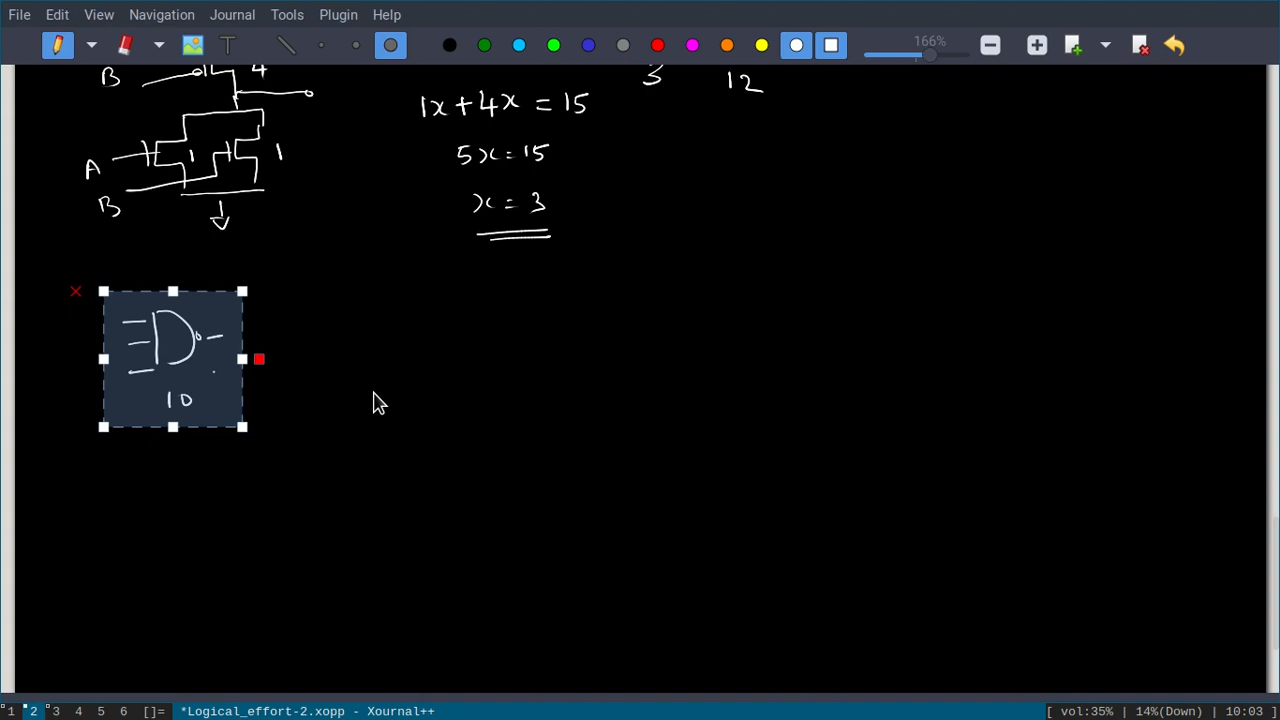 File Edit View Navigation Journal Tools Plugin Help
166%
B 4
3 12
1x + 4x = 15
A 1 1
5x = 15
B
x = 3
10
1 2 3 4 5 6 []= *Logical_effort-2.xopp - Xournal++ [ vol:35% | 14%(Down) | 10:03 ]